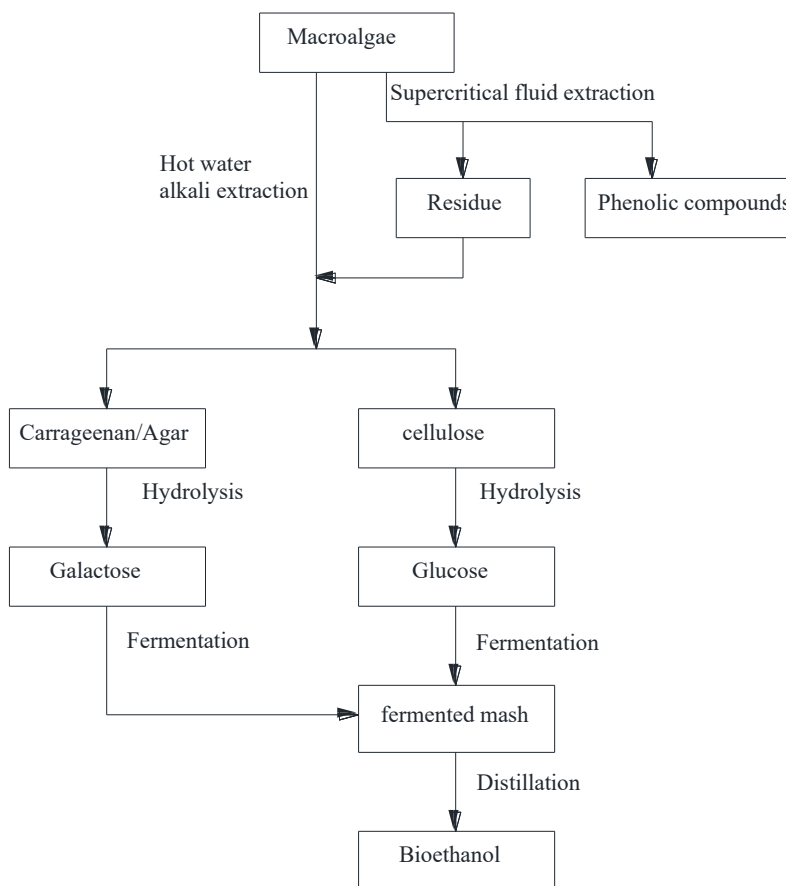 Macroalgae
Supercritical fluid extraction
Hot water
alkali extraction
Residue
Phenolic compounds
Carrageenan/Agar
cellulose
Hydrolysis
Hydrolysis
Galactose
Glucose
Fermentation
Fermentation
fermented mash
Distillation
Bioethanol